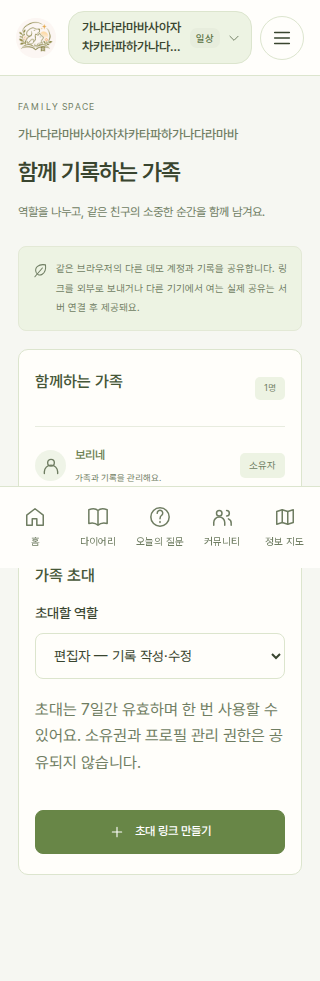 가나다라마바사아자
차카타파하가나다…
일상
FAMILY SPACE
가나다라마바사아자차카타파하가나다라마바
함께 기록하는 가족
역할을 나누고, 같은 친구의 소중한 순간을 함께 남겨요.
같은 브라우저의 다른 데모 계정과 기록을 공유합니다. 링
크를 외부로 보내거나 다른 기기에서 여는 실제 공유는 서
버 연결 후 제공돼요.
함께하는 가족
1명
보리네
가족과 기록을 관리해요.
소유자
홈
다이어리
오늘의 질문
커뮤니티
정보 지도
가족 초대
초대할 역할
편집자 — 기록 작성·수정
초대는 7일간 유효하며 한 번 사용할 수
있어요. 소유권과 프로필 관리 권한은 공
유되지 않습니다.
초대 링크 만들기